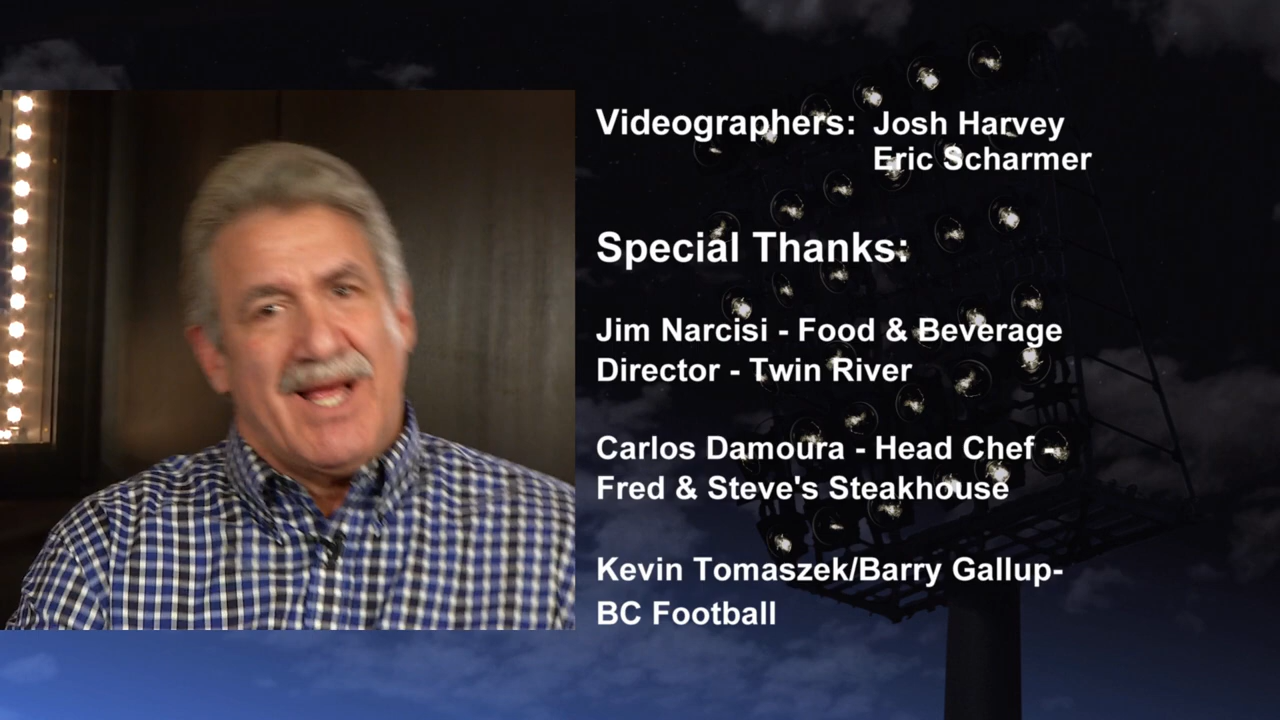 Videographers: Josh Harvey
Eric Scharmer
Special Thanks:
Jim Narcisi - Food & Beverage
Director - Twin River
Carlos Damoura - Head Chef -
Fred & Steve's Steakhouse
Kevin Tomaszek/Barry Gallup-
BC Football